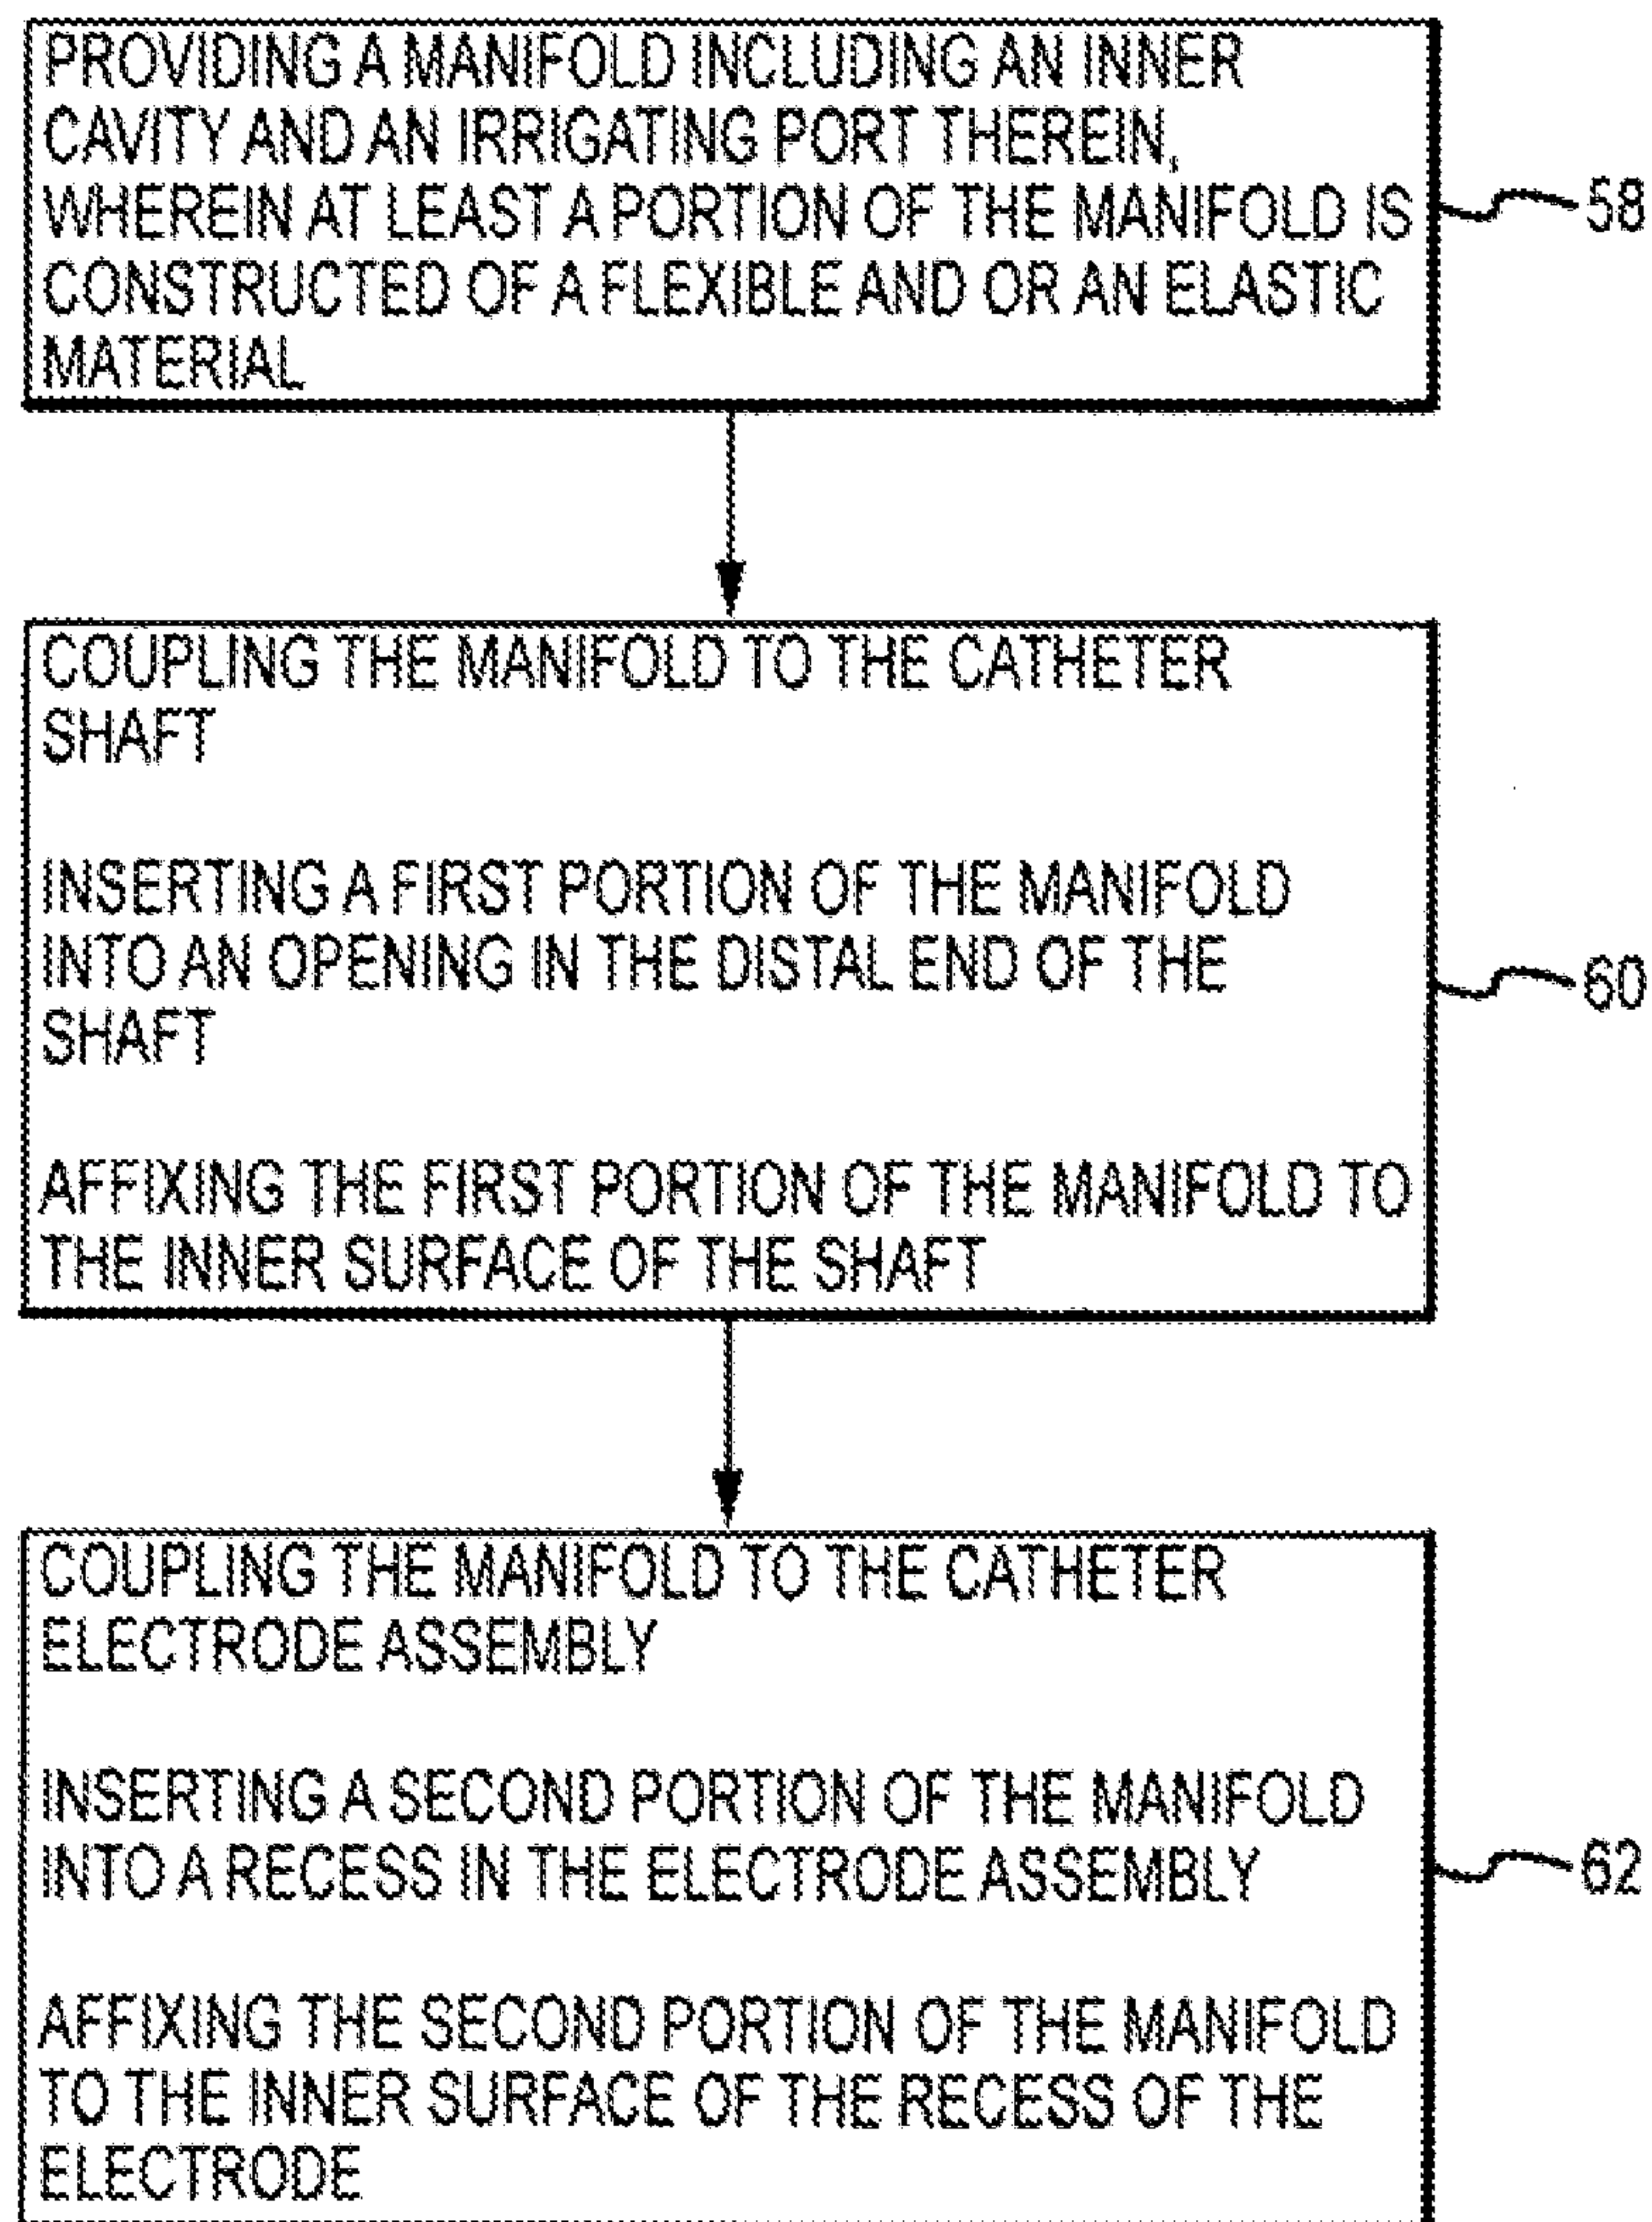 PROVIDING A MANIFOLD INCLUDING AN INNER
CAVITY AND AN IRRIGATING PORT THEREIN,
WHEREIN AT LEAST A PORTION OF THE MANIFOLD IS
CONSTRUCTED OF A FLEXIBLE AND OR AN ELASTIC
MATERIAL
58
COUPLING THE MANIFOLD TO THE CATHETER
SHAFT
INSERTING A FIRST PORTION OF THE MANIFOLD
INTO AN OPENING IN THE DISTAL END OF THE
SHAFT
AFFIXING THE FIRST PORTION OF THE MANIFOLD TO
THE INNER SURFACE OF THE SHAFT
60
COUPLING THE MANIFOLD TO THE CATHETER
ELECTRODE ASSEMBLY
INSERTING A SECOND PORTION OF THE MANIFOLD
INTO A RECESS IN THE ELECTRODE ASSEMBLY
AFFIXING THE SECOND PORTION OF THE MANIFOLD
TO THE INNER SURFACE OF THE RECESS OF THE
ELECTRODE
62